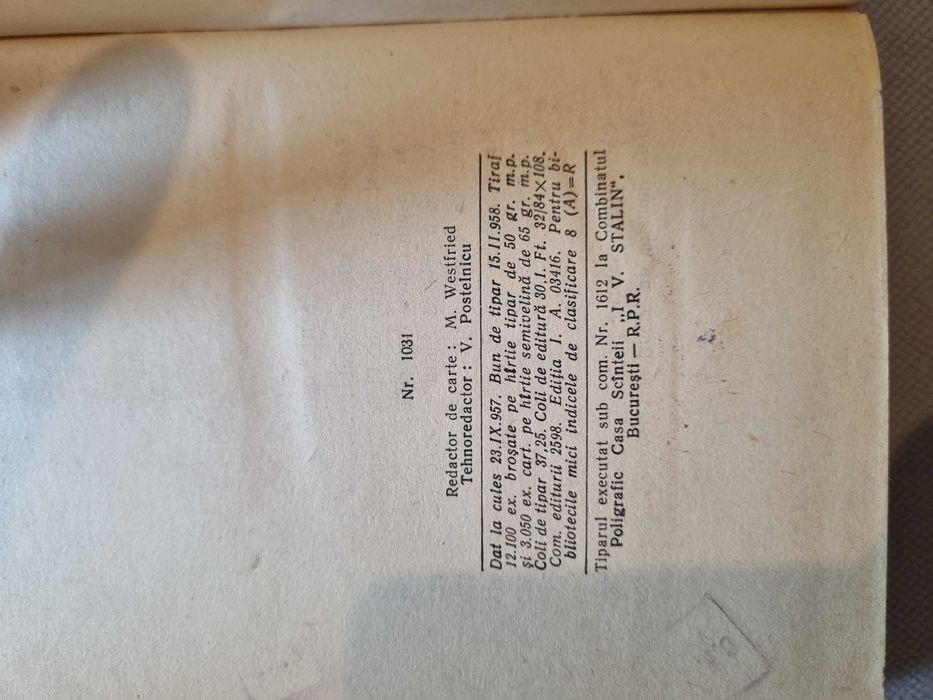 Nr. 1031
Redactor de carte : M. Westfried
Tehnoredactor : V. Postelnicu
Dat la cules 23.IX.957. Bun de tipar 15.II.958. Tiraj
12.100 ex. broșate pe hîrtie tipar de 50 gr. m.p.
și 3.050 ex. cart. pe hîrtie semivelină de 65 gr. m.p.
Coli de tipar 37,25. Coli de editură 30,1. Ft. 32/84×108.
Com. editurii 2598. Ediția I. A. 03416. Pentru bi-
bliotecile mici indicele de clasificare 8 (A)=R
Tiparul executat sub com. Nr. 1612 la Combinatul
Poligrafic Casa Scînteii „I V. STALIN“,
București — R.P.R.